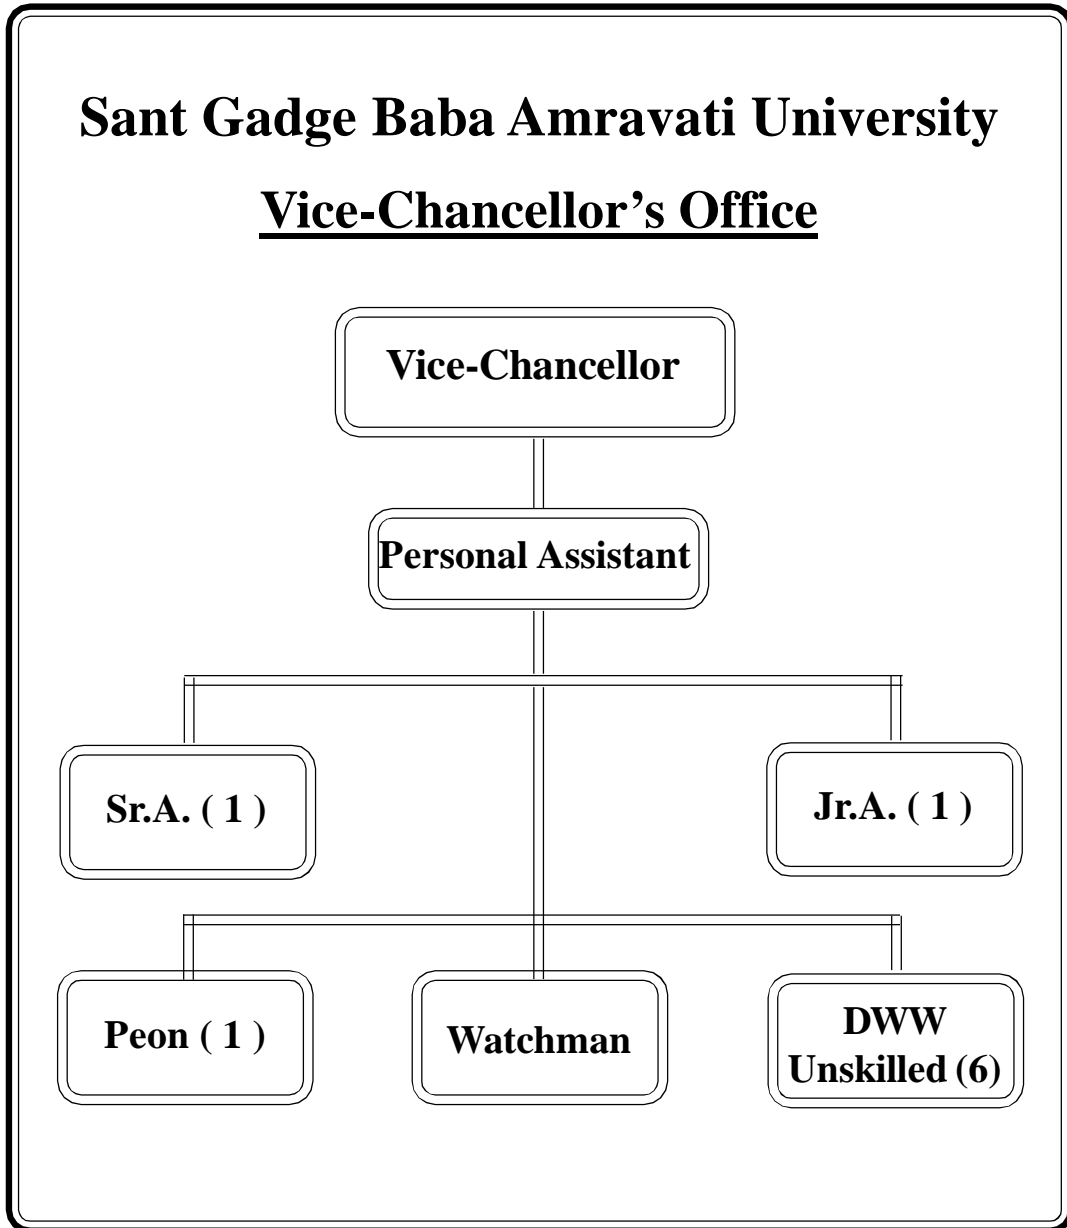 Sant Gadge Baba Amravati University
Vice-Chancellor’s Office
Vice-Chancellor
Personal Assistant
Sr.A. ( 1 )
Jr.A. ( 1 )
Peon ( 1 )
Watchman
DWW
Unskilled (6)